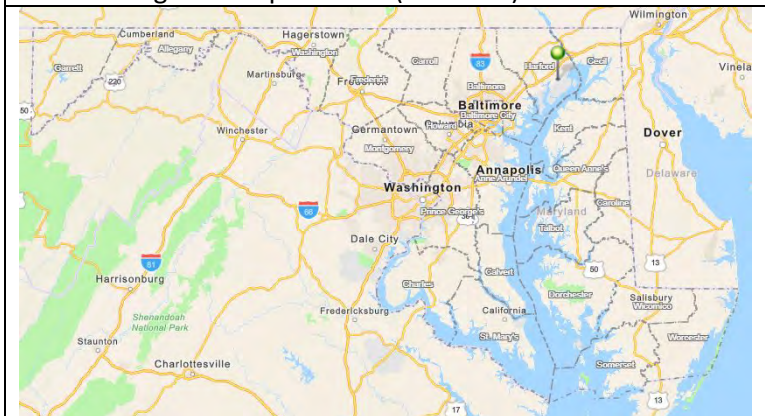 Wilmington
Cumberland
Hagerstown
Allegany
Washington
Garrett
220
Martinsburg
Frederick
Carroll
83
Harford
Cecil
Vinela
Baltimore
50
Baltimore
Baltimore City
Howard
Kent
Winchester
Germantown
Montgomery
Dover
Annapolis
Anne Arundel
Queen Anne's
Delaware
Washington
Caroline
66
Prince George's
Maryland
Talbot
Dale City
81
13
Harrisonburg
Calvert
50
Charles
Dorchester
Salisbury
Wicomico
Shenandoah
National Park
Fredericksburg
California
Worcester
Staunton
St. Mary's
Somerset
Charlottesville
13
17